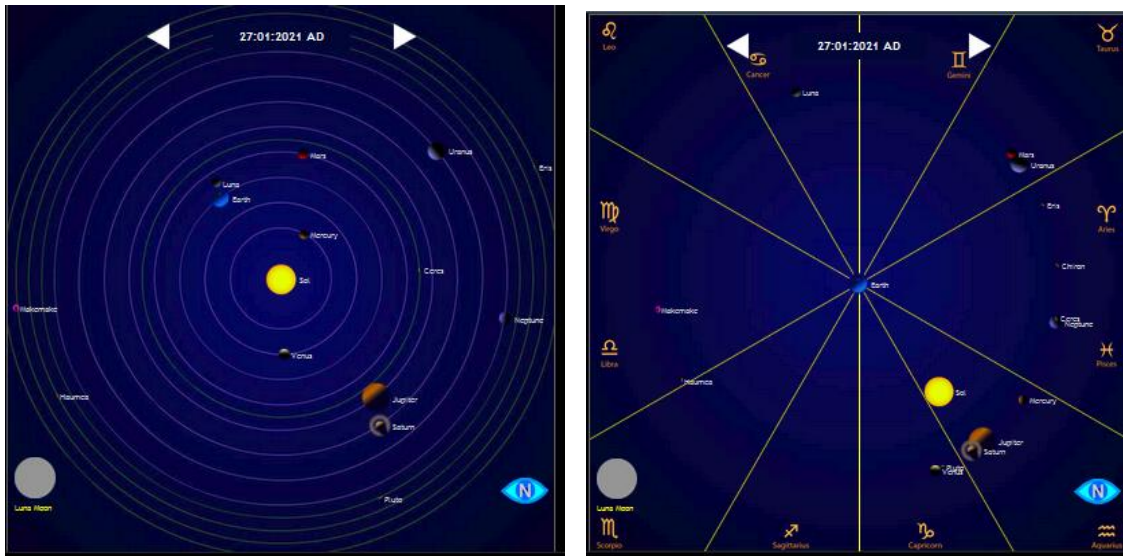 27:01:2021 AD
Uranus
Mars
Eris
Luna
Earth
Mercury
Ceres
Sol
Makemake
Neptune
Venus
Haumea
Jupiter
Saturn
Pluto
Luna Moon
N
27:01:2021 AD
Leo
Cancer
Gemini
Taurus
Luna
Mars
Uranus
Eris
Virgo
Aries
Chiron
Earth
Makemake
Ceres
Neptune
Libra
Pisces
Haumea
Sol
Mercury
Jupiter
Saturn
Pluto
Venus
Luna Moon
N
Scorpio
Sagittarius
Capricorn
Aquarius